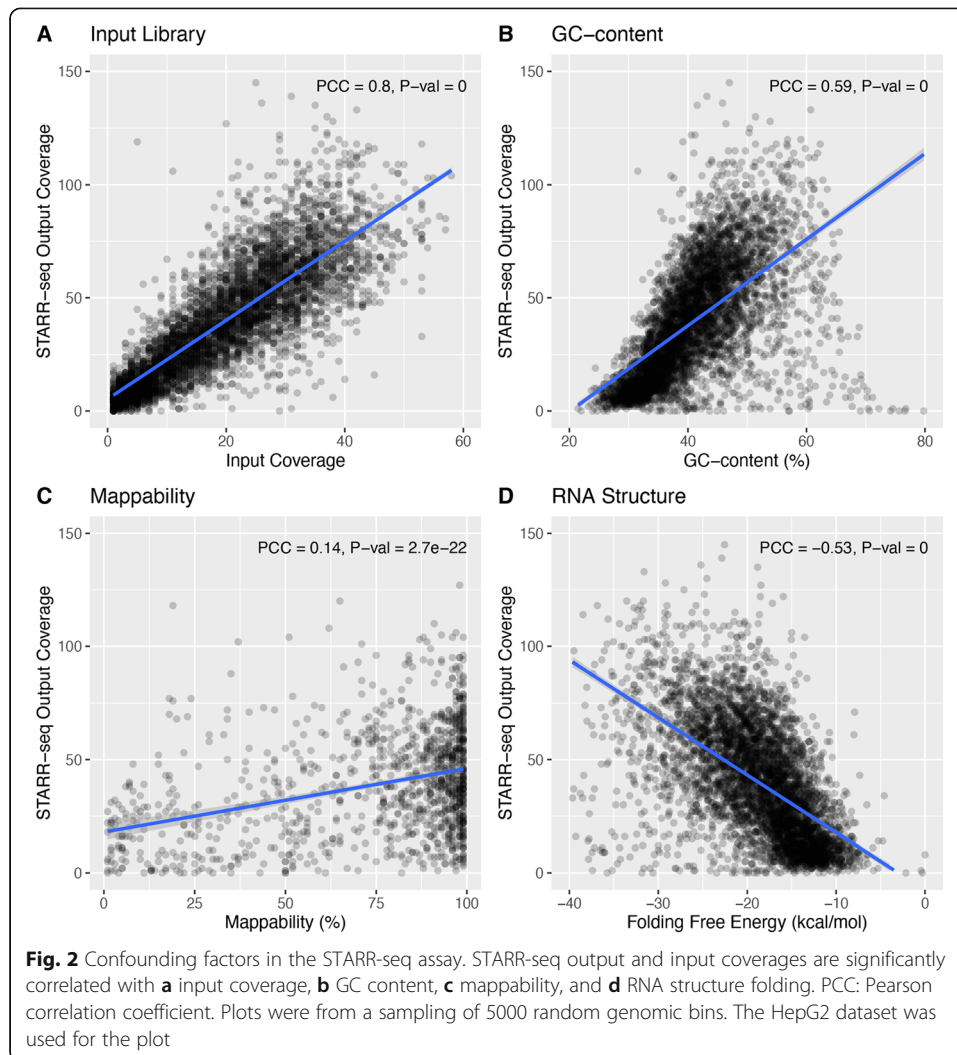 A Input Library
STARR-seq Output Coverage
150
100
50
0
PCC = 0.8, P-val = 0
0 20 40 60
Input Coverage
B GC-content
STARR-seq Output Coverage
150
100
50
0
PCC = 0.59, P-val = 0
20 40 60 80
GC-content (%)
C Mappability
STARR-seq Output Coverage
150
100
50
0
PCC = 0.14, P-val = 2.7e-22
0 25 50 75 100
Mappability (%)
D RNA Structure
STARR-seq Output Coverage
150
100
50
0
PCC = -0.53, P-val = 0
-40 -30 -20 -10 0
Folding Free Energy (kcal/mol)
Fig. 2 Confounding factors in the STARR-seq assay. STARR-seq output and input coverages are significantly
correlated with a input coverage, b GC content, c mappability, and d RNA structure folding. PCC: Pearson
correlation coefficient. Plots were from a sampling of 5000 random genomic bins. The HepG2 dataset was
used for the plot